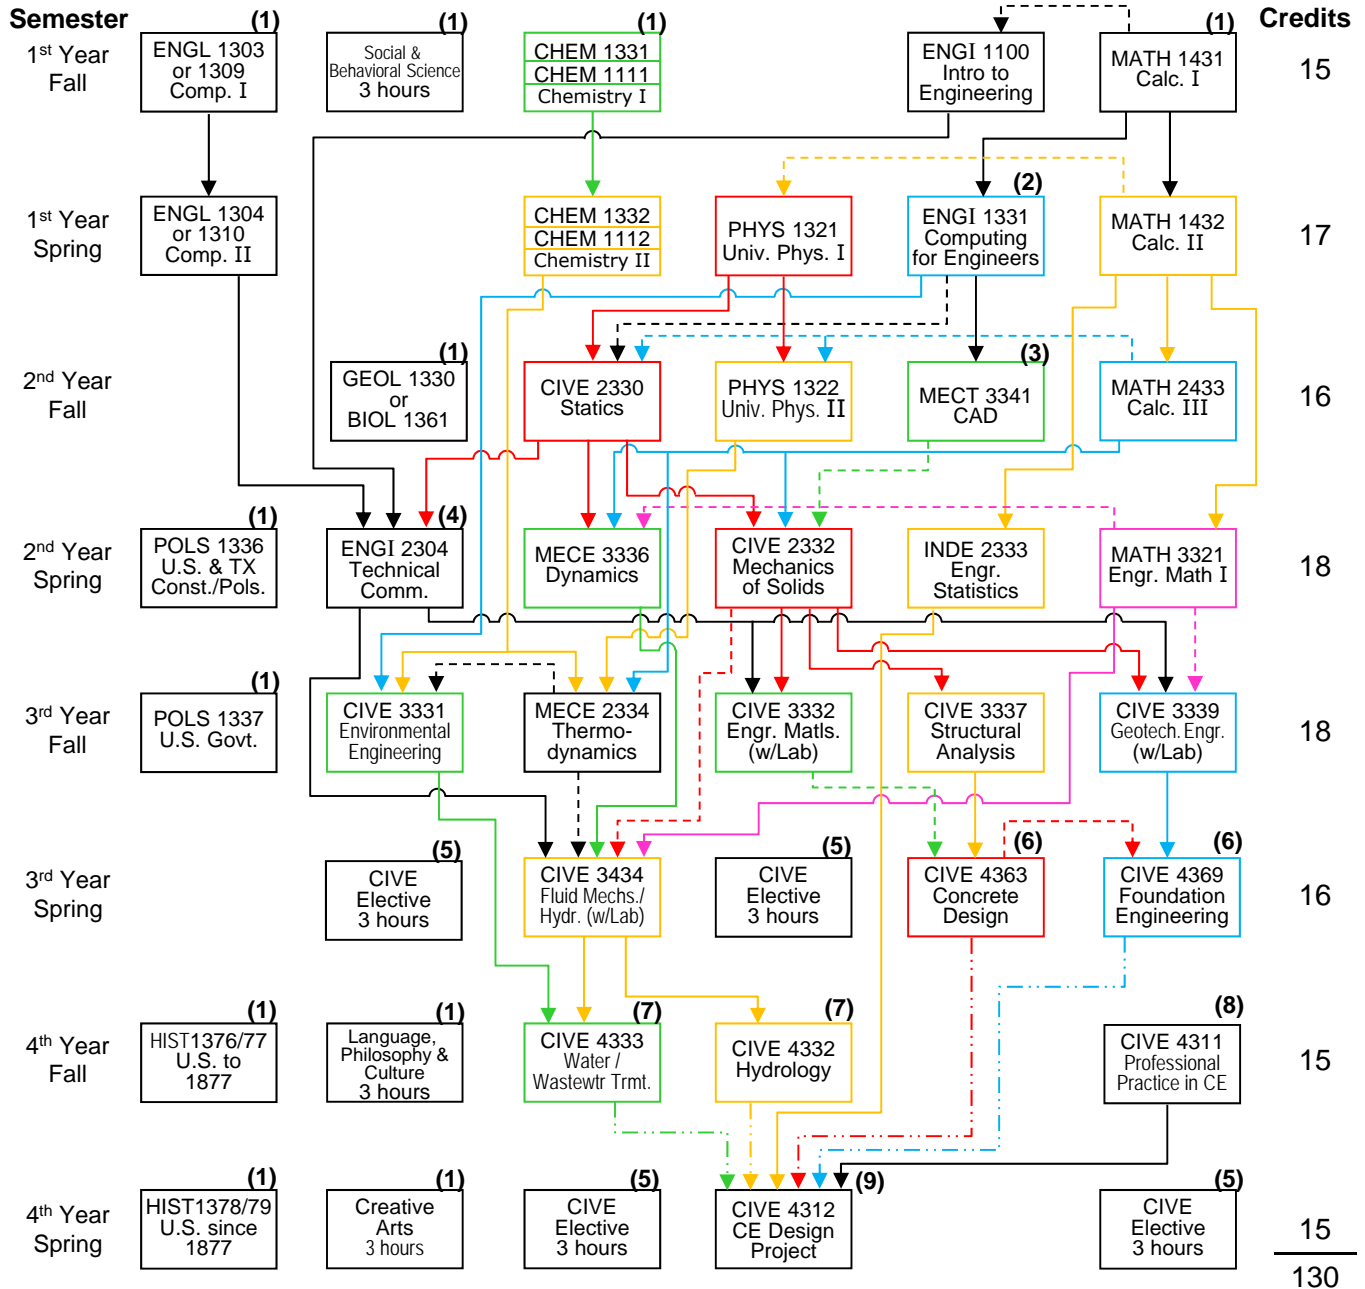 Semester
Credits
1st Year
Fall
(1)
ENGL 1303
or 1309
Comp. I
(1)
Social &
Behavioral Science
3 hours
(1)
CHEM 1331
CHEM 1111
Chemistry I
ENGI 1100
Intro to
Engineering
(1)
MATH 1431
Calc. I
15
1st Year
Spring
ENGL 1304
or 1310
Comp. II
CHEM 1332
CHEM 1112
Chemistry II
PHYS 1321
Univ. Phys. I
(2)
ENGI 1331
Computing
for Engineers
MATH 1432
Calc. II
17
2nd Year
Fall
(1)
GEOL 1330
or
BIOL 1361
CIVE 2330
Statics
PHYS 1322
Univ. Phys. II
(3)
MECT 3341
CAD
MATH 2433
Calc. III
16
2nd Year
Spring
(1)
POLS 1336
U.S. & TX
Const./Pols.
(4)
ENGI 2304
Technical
Comm.
MECE 3336
Dynamics
CIVE 2332
Mechanics
of Solids
INDE 2333
Engr.
Statistics
MATH 3321
Engr. Math I
18
3rd Year
Fall
(1)
POLS 1337
U.S. Govt.
CIVE 3331
Environmental
Engineering
MECE 2334
Thermo-
dynamics
CIVE 3332
Engr. Matls.
(w/Lab)
CIVE 3337
Structural
Analysis
CIVE 3339
Geotech. Engr.
(w/Lab)
18
3rd Year
Spring
(5)
CIVE
Elective
3 hours
CIVE 3434
Fluid Mechs./
Hydr. (w/Lab)
(5)
CIVE
Elective
3 hours
(6)
CIVE 4363
Concrete
Design
(6)
CIVE 4369
Foundation
Engineering
16
4th Year
Fall
(1)
HIST1376/77
U.S. to
1877
(1)
Language,
Philosophy &
Culture
3 hours
(7)
CIVE 4333
Water /
Wastewtr Trmt.
(7)
CIVE 4332
Hydrology
(8)
CIVE 4311
Professional
Practice in CE
15
4th Year
Spring
(1)
HIST1378/79
U.S. since
1877
(1)
Creative
Arts
3 hours
(5)
CIVE
Elective
3 hours
(9)
CIVE 4312
CE Design
Project
(5)
CIVE
Elective
3 hours
15
130